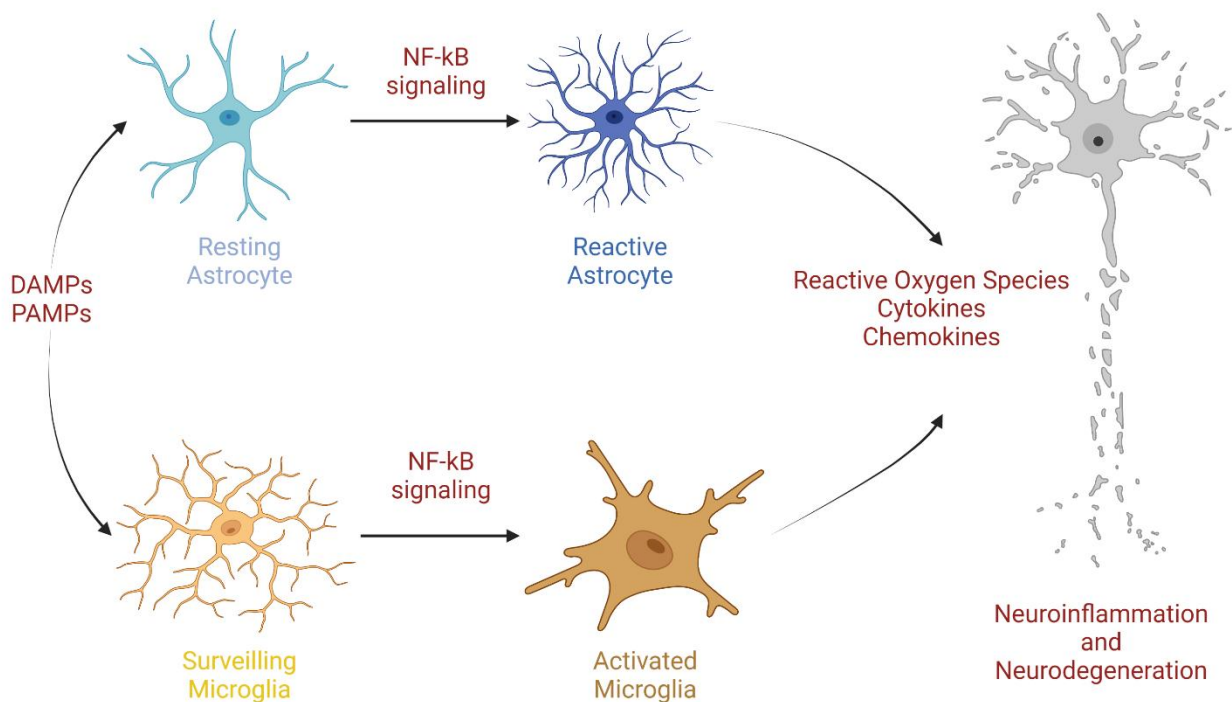 NF-kB
signaling
Resting
Astrocyte
Reactive
Astrocyte
DAMPs
PAMPs
Reactive Oxygen Species
Cytokines
Chemokines
NF-kB
signaling
Surveilling
Microglia
Activated
Microglia
Neuroinflammation
and
Neurodegeneration